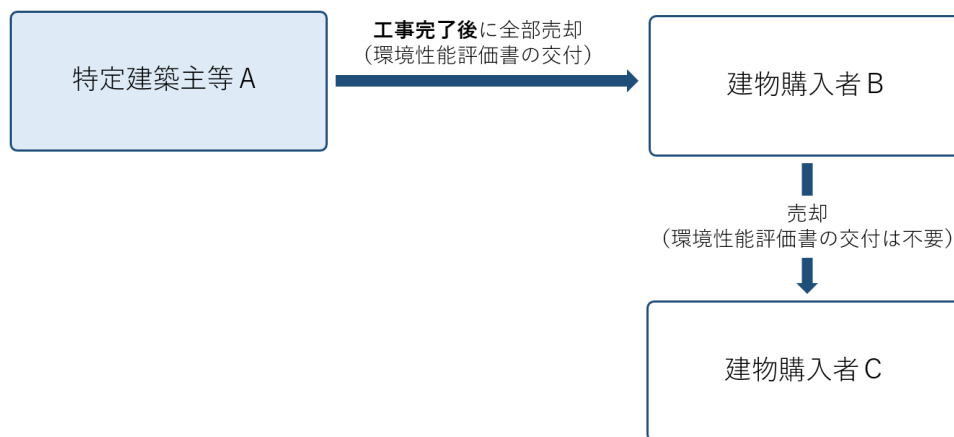 特定建築主等A
工事完了後に全部売却
（環境性能評価書の交付）
建物購入者B
売却
（環境性能評価書の交付は不要）
建物購入者C